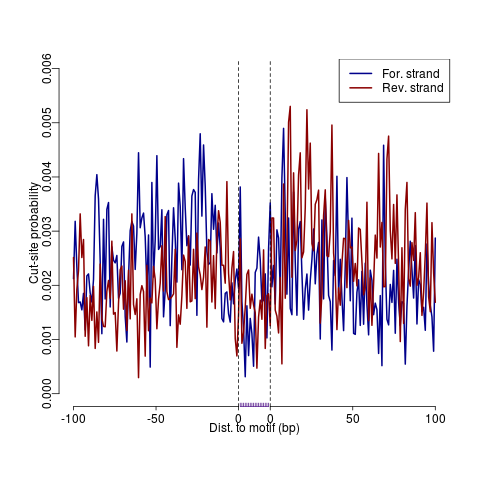 For. strand
Rev. strand
Cut-site probability
0.006
0.005
0.004
0.003
0.002
0.001
0.000
-100 -50 0 0 50 100
Dist. to motif (bp)